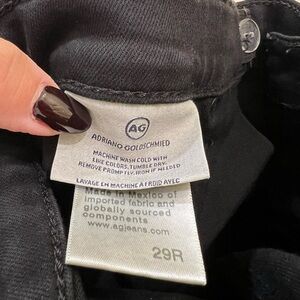 AG
ADRIANO GOLDSCHMIED
MACHINE WASH COLD WITH
LIKE COLORS. TUMBLE DRY.
REMOVE PROMPTLY. IRON IF NEEDED
LAVAGE EN MACHINE A FROID AVEC
Made in Mexico of
imported fabric and
globally sourced
components
www.agjeans.com
29R